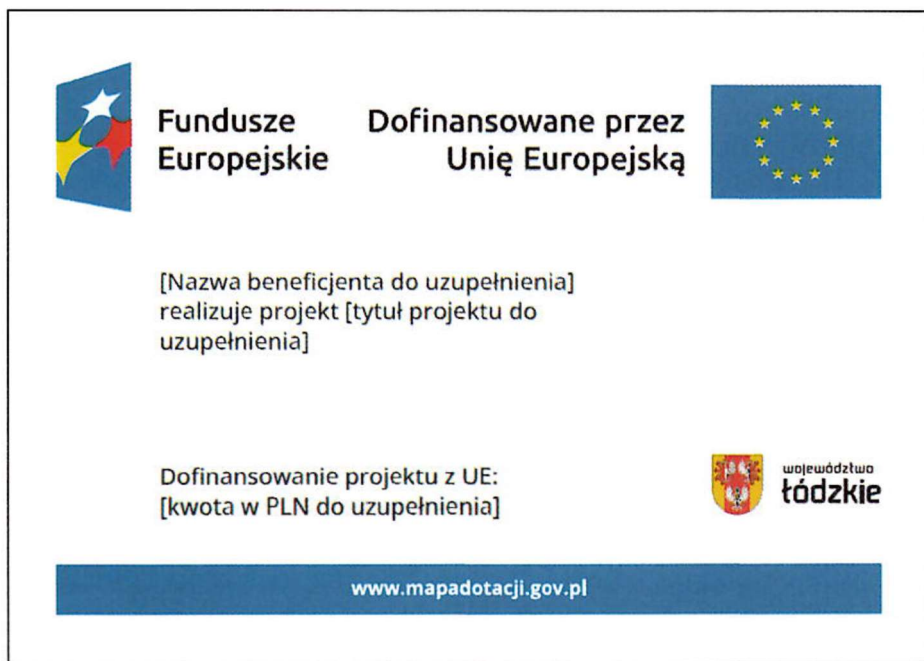 Fundusze
Europejskie
Dofinansowane przez
Unię Europejską
[Nazwa beneficjenta do uzupełnienia]
realizuje projekt [tytuł projektu do
uzupełnienia]
Dofinansowanie projektu z UE:
[kwota w PLN do uzupełnienia]
województwo
łódzkie
www.mapadotacji.gov.pl